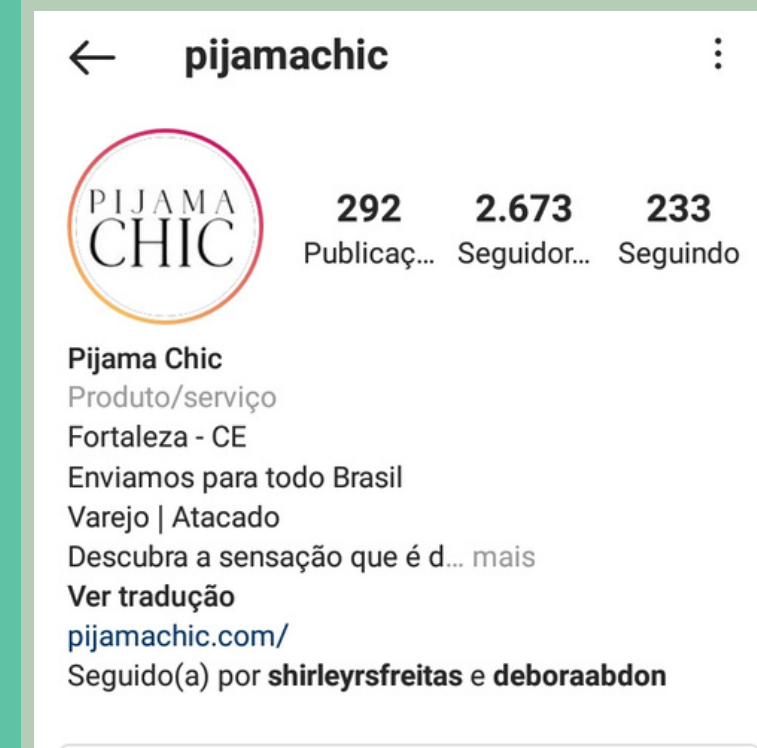 pijamachic
PIJAMA
CHIC
292 2.673 233
Publicaç... Seguidor... Seguindo
Pijama Chic
Produto/serviço
Fortaleza - CE
Enviamos para todo Brasil
Varejo | Atacado
Descubra a sensação que é d... mais
Ver tradução
pijamachic.com/
Seguido(a) por shirleyrsfreitas e deboraabdon